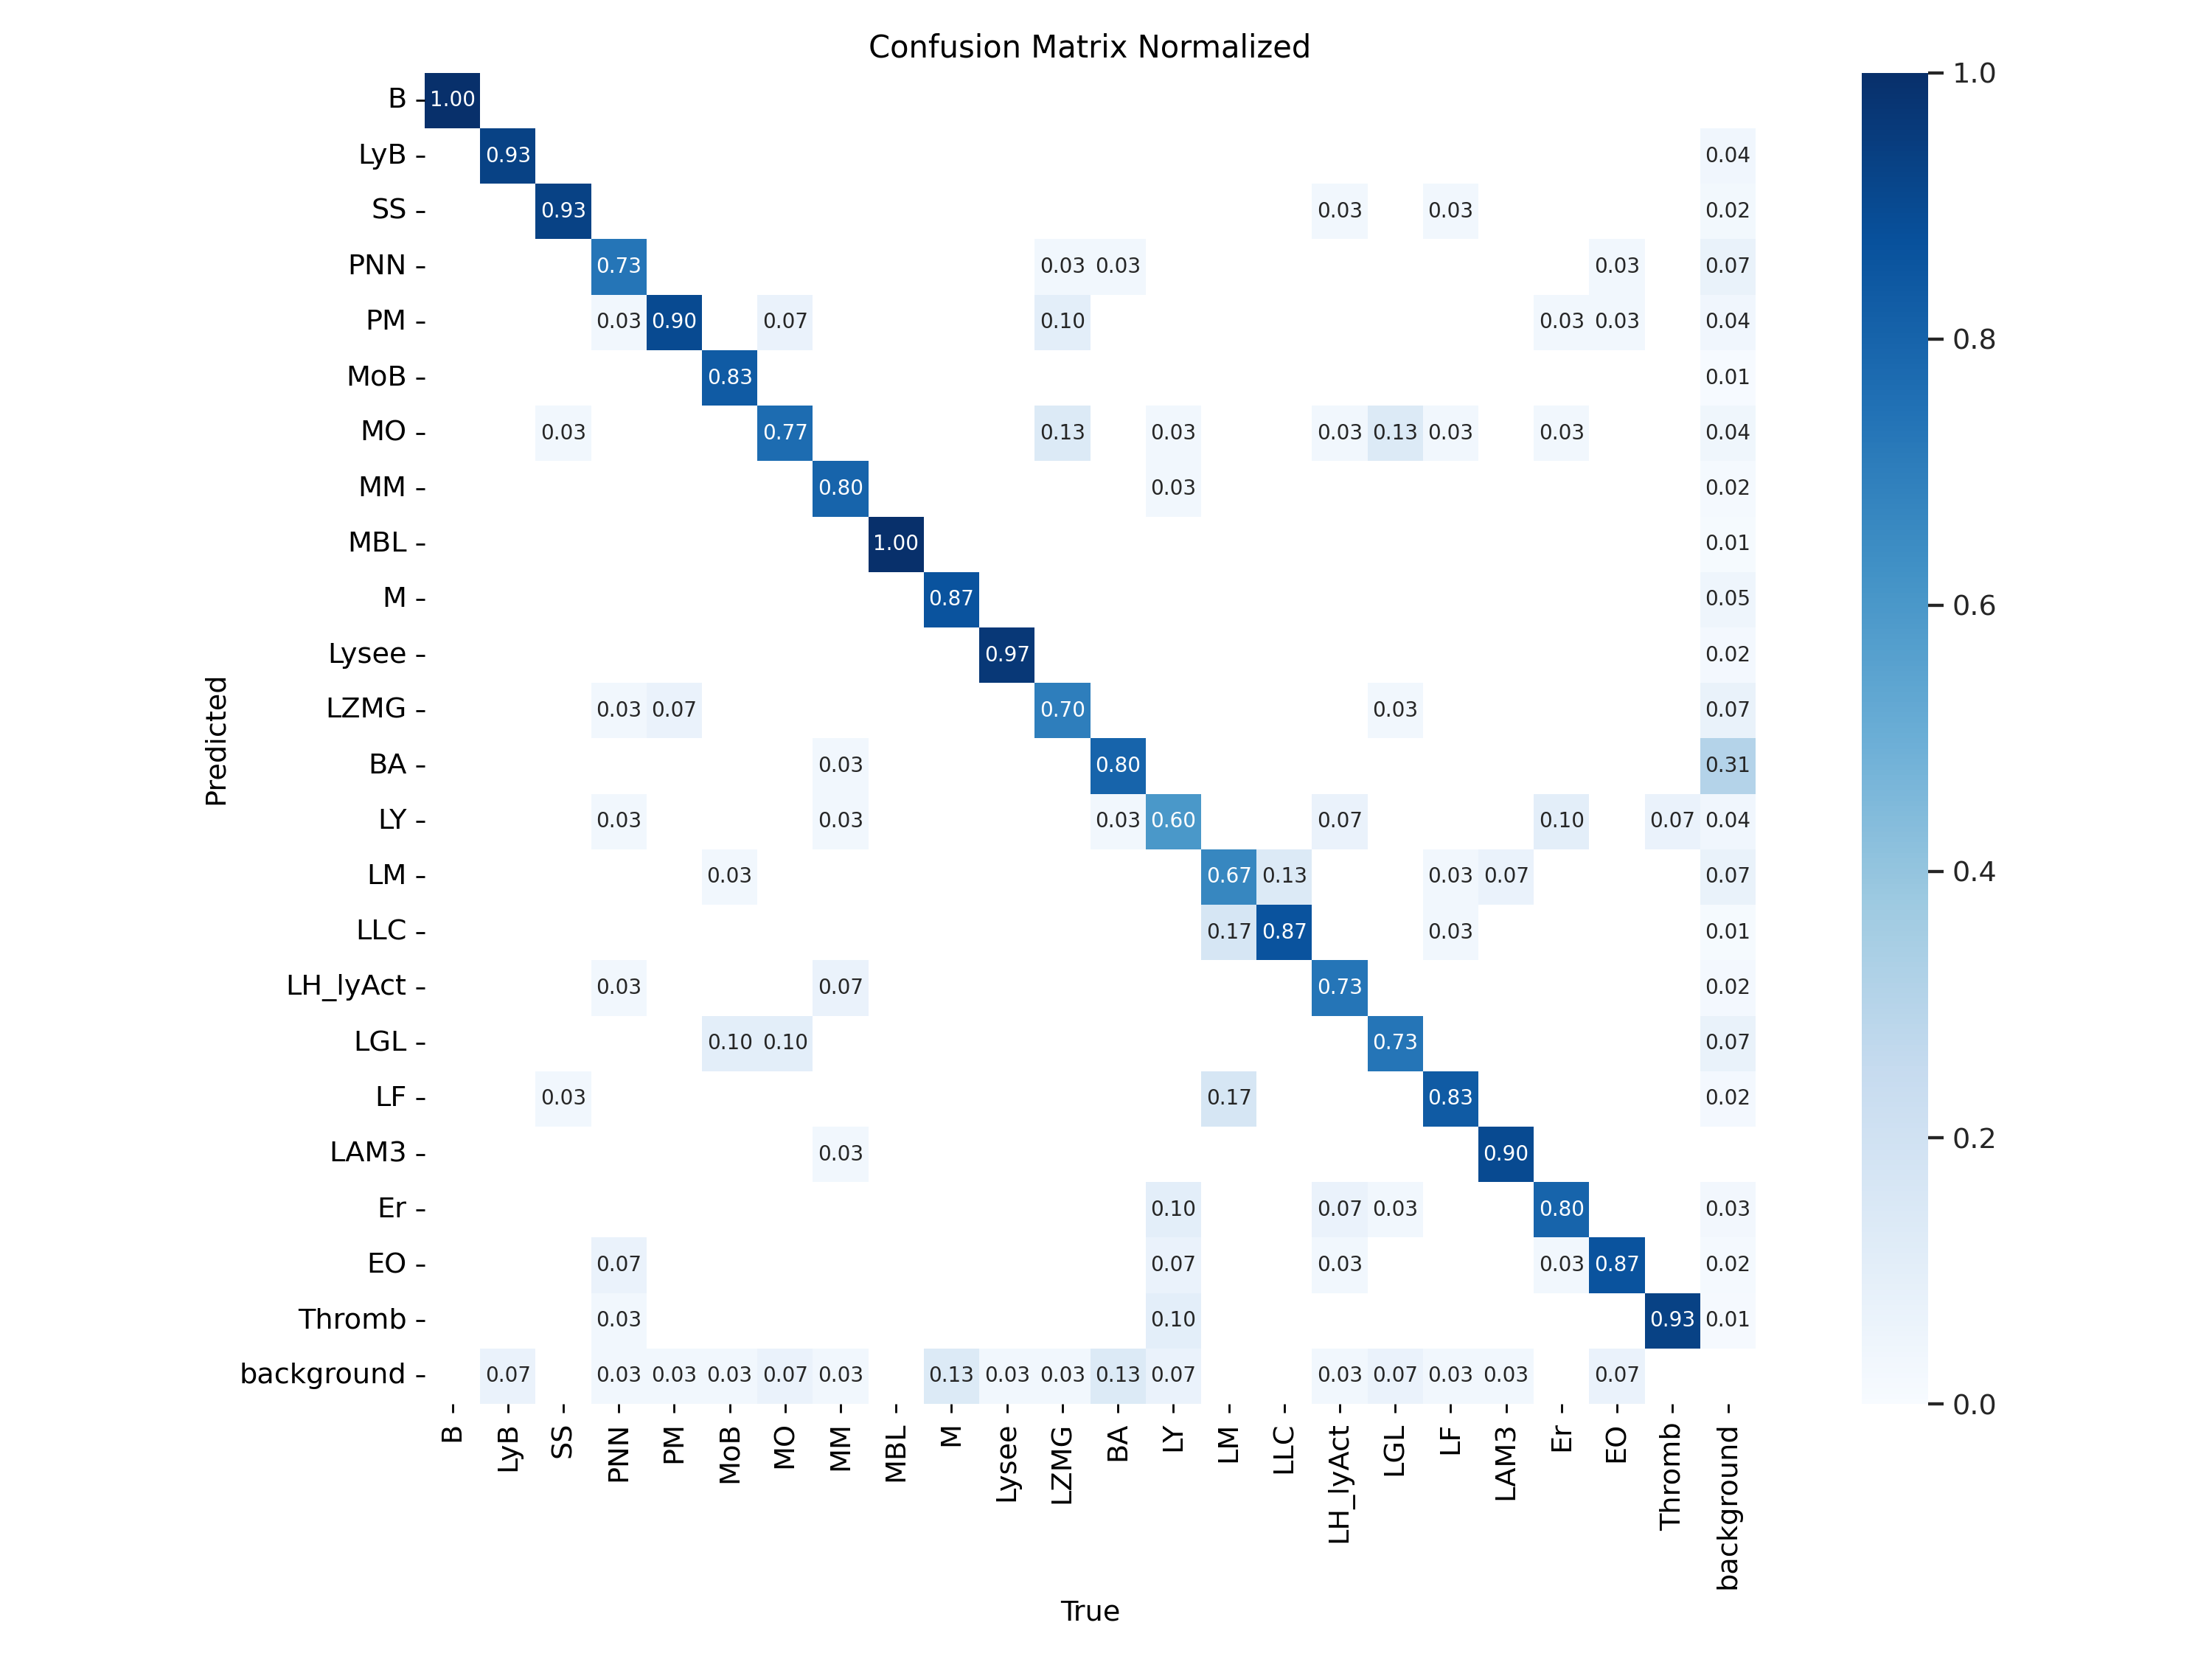 Confusion Matrix Normalized
B 1.00
LyB 0.93 0.04
SS 0.93 0.03 0.03 0.02
PNN 0.73 0.03 0.03 0.03 0.07
PM 0.03 0.90 0.07 0.10 0.03 0.03 0.04
MoB 0.83 0.01
MO 0.03 0.77 0.13 0.03 0.03 0.13 0.03 0.03 0.04
MM 0.80 0.03 0.02
MBL 1.00 0.01
M 0.87 0.05
Lysee 0.97 0.02
LZMG 0.03 0.07 0.70 0.03 0.07
BA 0.03 0.80 0.31
LY 0.03 0.03 0.03 0.60 0.07 0.10 0.07 0.04
LM 0.03 0.67 0.13 0.03 0.07 0.07
LLC 0.17 0.87 0.03 0.01
LH_lyAct 0.03 0.07 0.73 0.02
LGL 0.10 0.10 0.73 0.07
LF 0.03 0.17 0.83 0.02
LAM3 0.03 0.90
Er 0.10 0.07 0.03 0.80 0.03
EO 0.07 0.07 0.03 0.03 0.87 0.02
Thromb 0.03 0.10 0.93 0.01
background 0.07 0.03 0.03 0.03 0.07 0.03 0.13 0.03 0.03 0.13 0.07 0.03 0.07 0.03 0.03 0.07
B LyB SS PNN PM MoB MO MM MBL M Lysee LZMG BA LY LM LLC LH_lyAct LGL LF LAM3 Er EO Thromb background
True
Predicted
1.0
0.8
0.6
0.4
0.2
0.0